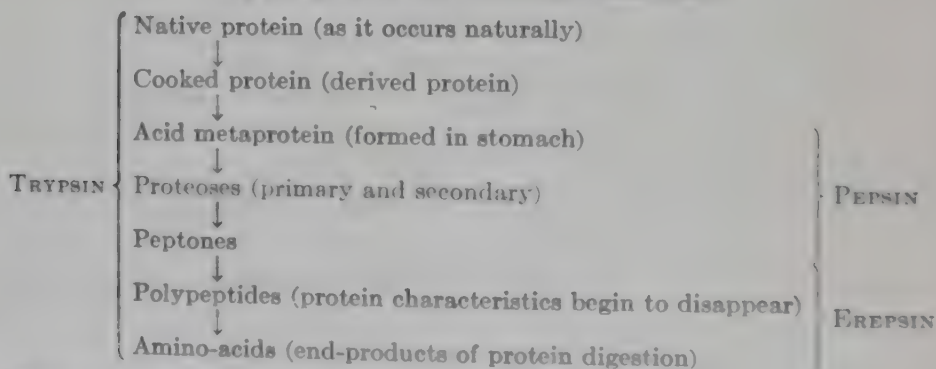 Native protein (as it occurs naturally)
↓
Cooked protein (derived protein)
↓
Acid metaprotein (formed in stomach)
↓
TRYPSIN { Proteoses (primary and secondary) } PEPSIN
↓
Peptones
↓
Polypeptides (protein characteristics begin to disappear)
↓ EREPSIN
Amino-acids (end-products of protein digestion)